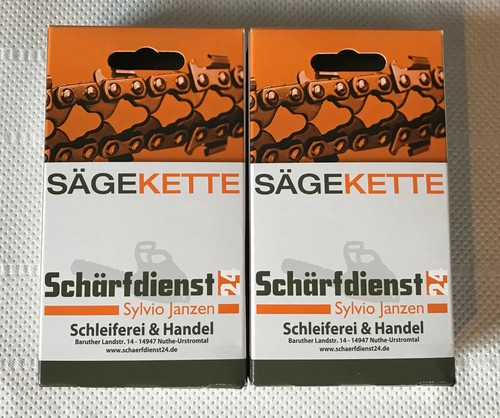 SÄGEKETTE
Schärfdienst24
Sylvio Janzen
Schleiferei & Handel
Baruther Landstr. 14 - 14947 Nuthe-Urstromtal
www.schaerfdienst24.de
SÄGEKETTE
Schärfdienst24
Sylvio Janzen
Schleiferei & Handel
Baruther Landstr. 14 - 14947 Nuthe-Urstromtal
www.schaerfdienst24.de